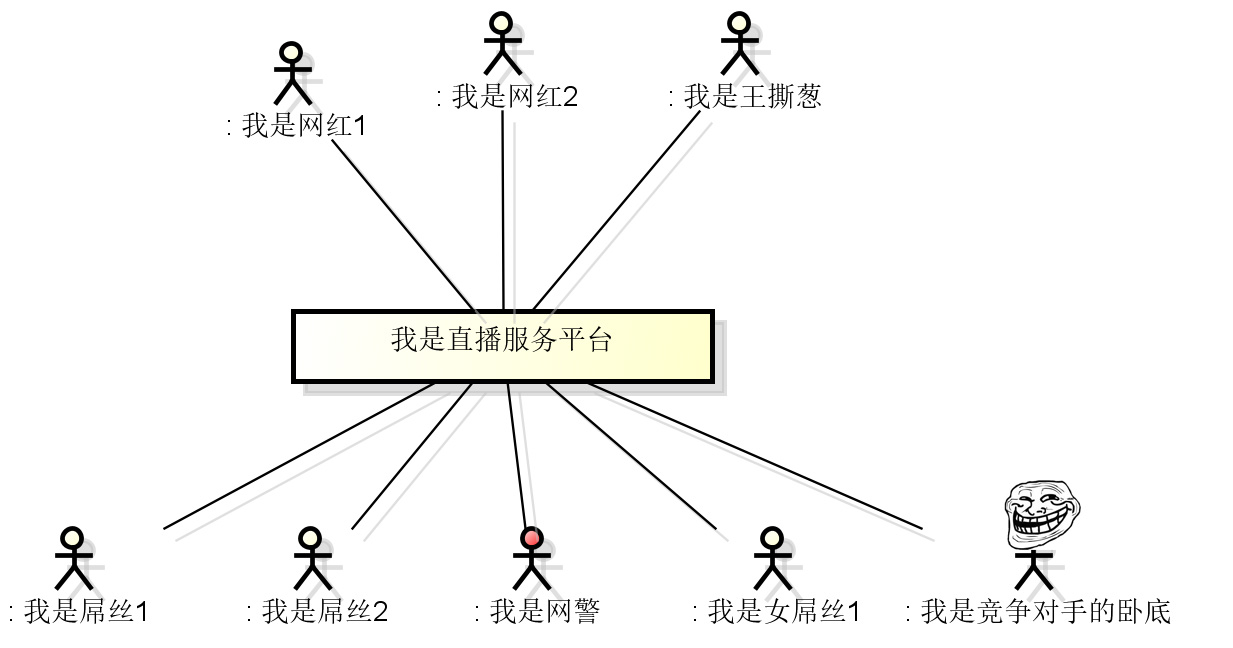 : 我是网红1
: 我是网红2
: 我是王撕葱
我是直播服务平台
: 我是屌丝1
: 我是屌丝2
: 我是网警
: 我是女屌丝1
: 我是竞争对手的卧底